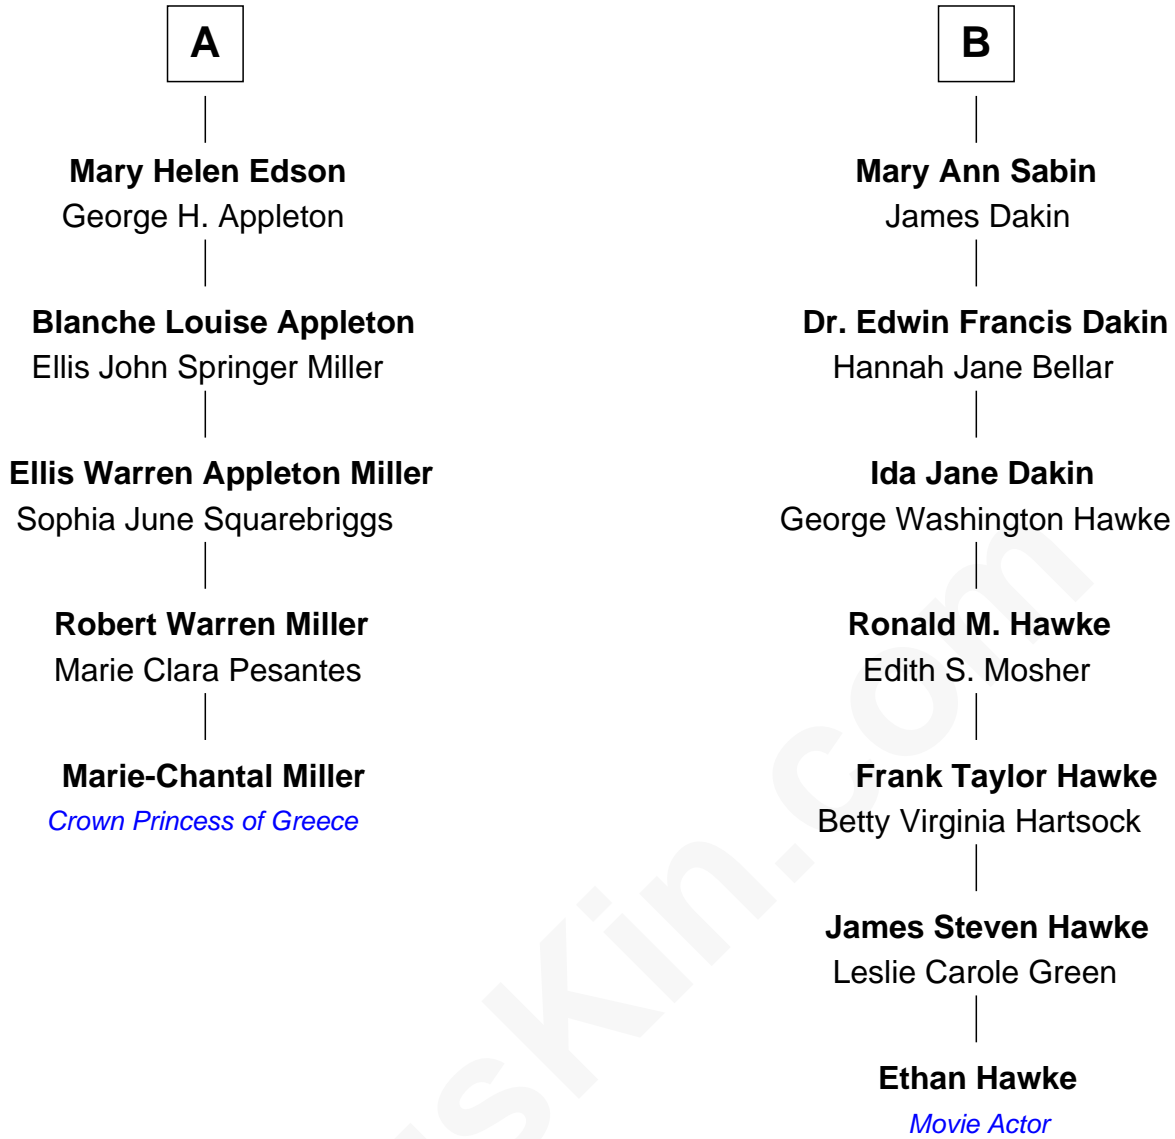 A
Mary Helen Edson
George H. Appleton
Blanche Louise Appleton
Ellis John Springer Miller
Ellis Warren Appleton Miller
Sophia June Squarebriggs
Robert Warren Miller
Marie Clara Pesantes
Marie-Chantal Miller
Crown Princess of Greece
B
Mary Ann Sabin
James Dakin
Dr. Edwin Francis Dakin
Hannah Jane Bellar
Ida Jane Dakin
George Washington Hawke
Ronald M. Hawke
Edith S. Mosher
Frank Taylor Hawke
Betty Virginia Hartsock
James Steven Hawke
Leslie Carole Green
Ethan Hawke
Movie Actor